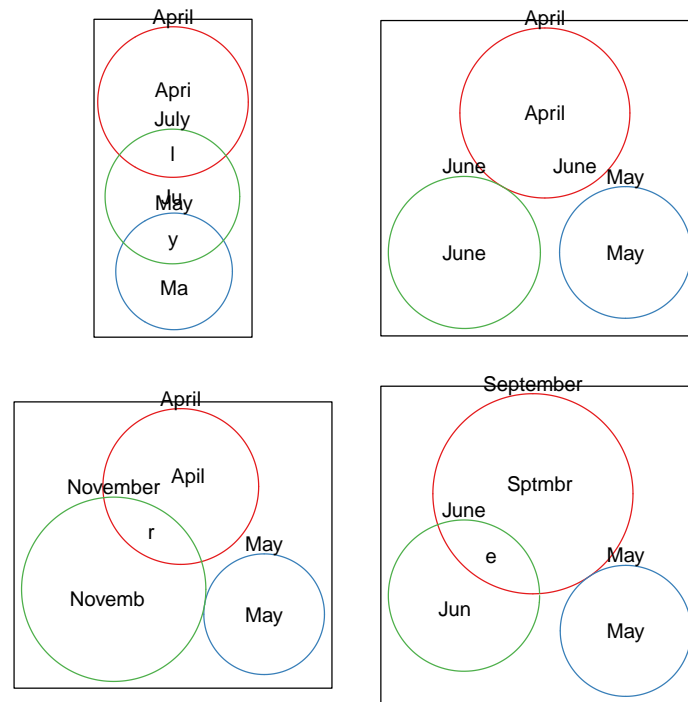 April
Apri
July
l
Ju
May
y
Ma
April
April
June
June
May
June
May
April
Apil
November
r
May
Novemb
May
September
Sptmbr
June
e
May
Jun
May